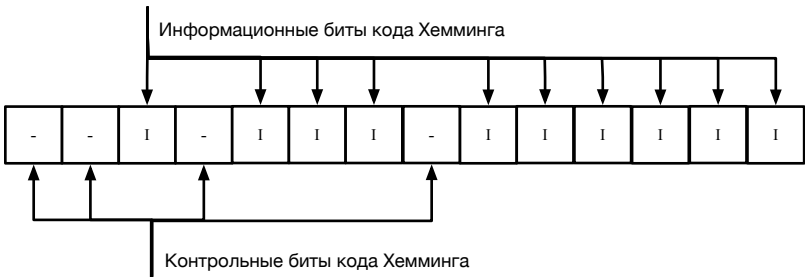 Информационные биты кода Хемминга
- - I - I I I - I I I I I I
Контрольные биты кода Хемминга